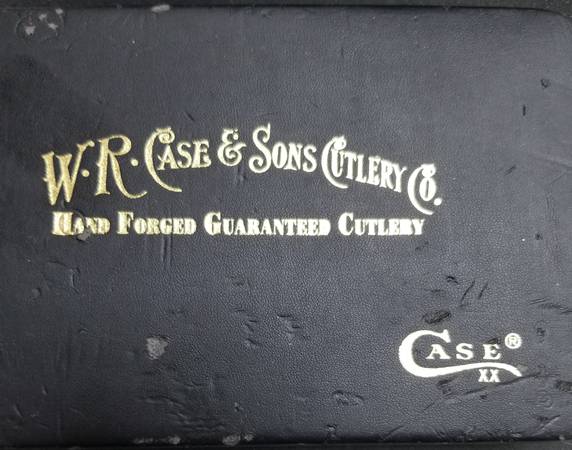 W. R. Case & Sons Cutlery Co.
Hand Forged Guaranteed Cutlery
CASE®
XX